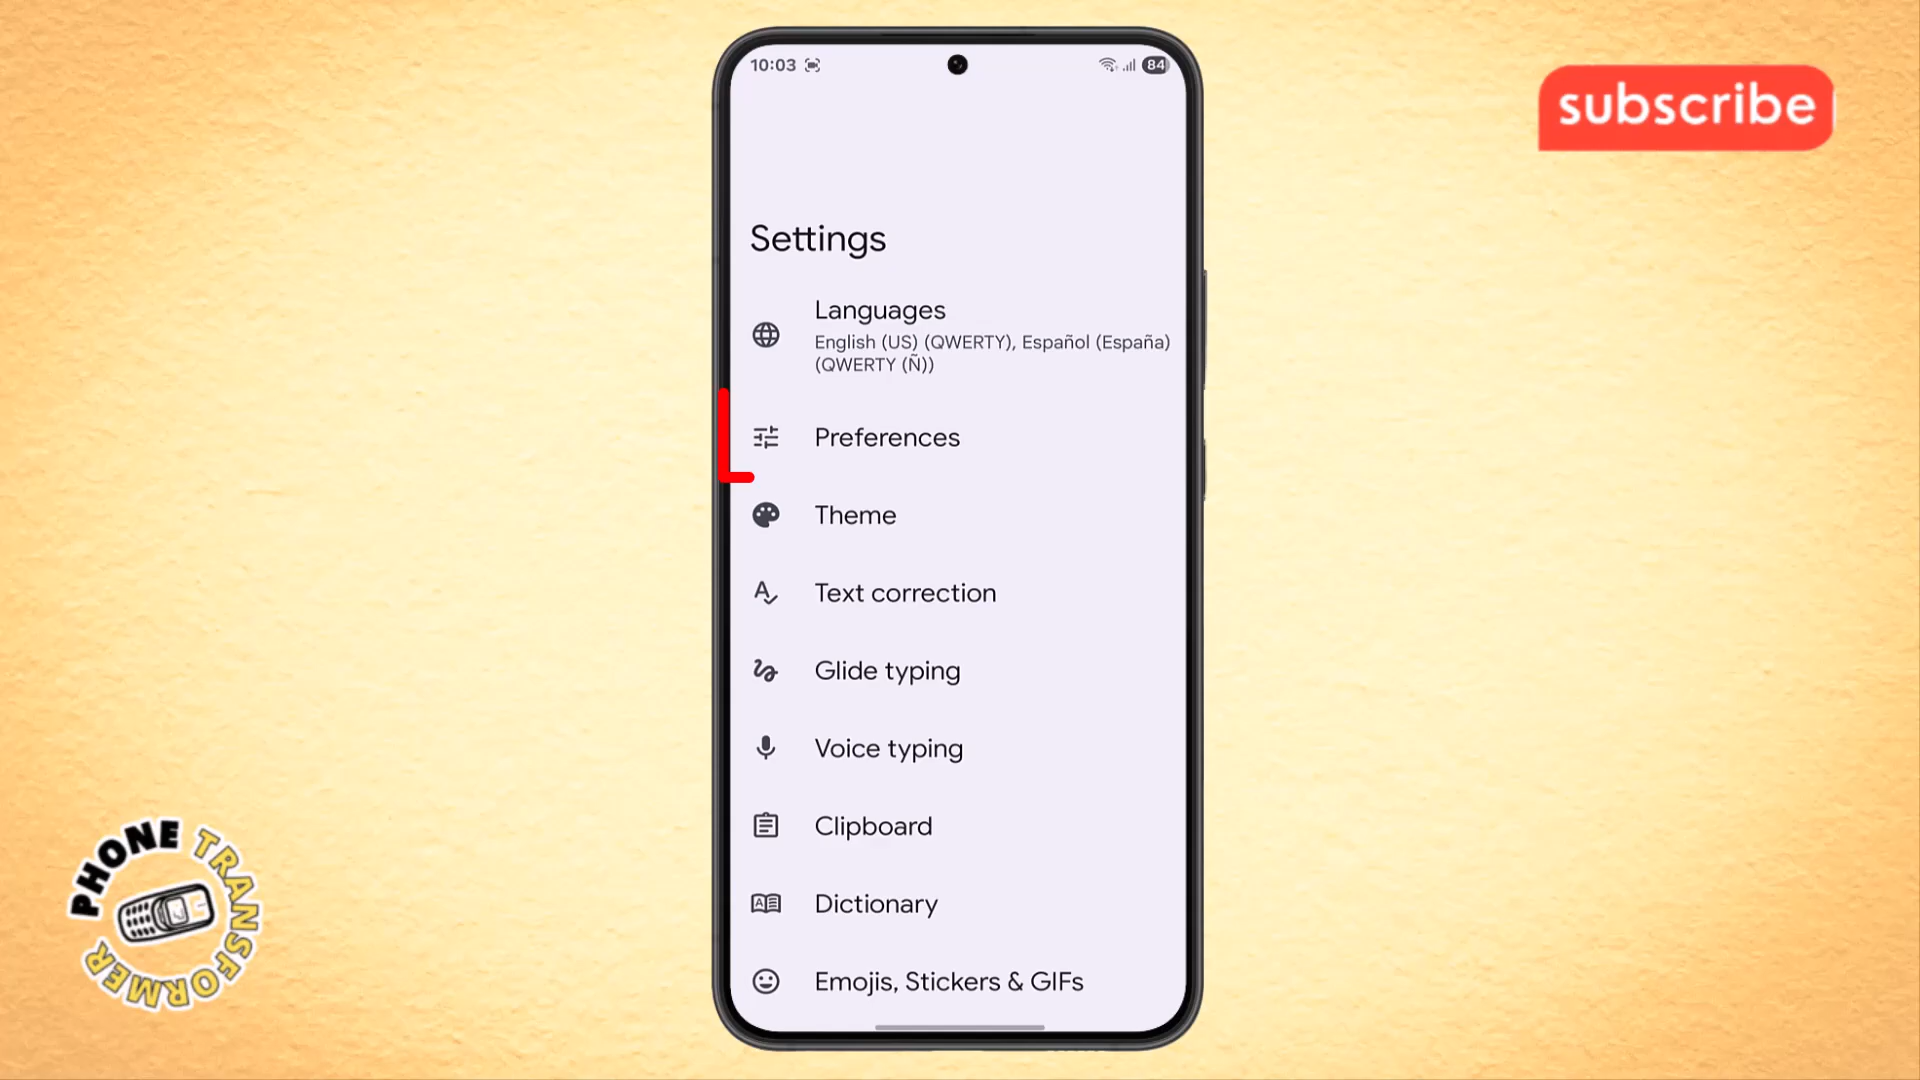 10:03
84
subscribe
Settings
Languages
English (US) (QWERTY), Español (España)
(QWERTY (Ñ))
Preferences
Theme
Text correction
Glide typing
Voice typing
Clipboard
Dictionary
Emojis, Stickers & GIFs
PHONE TRANSFORMER